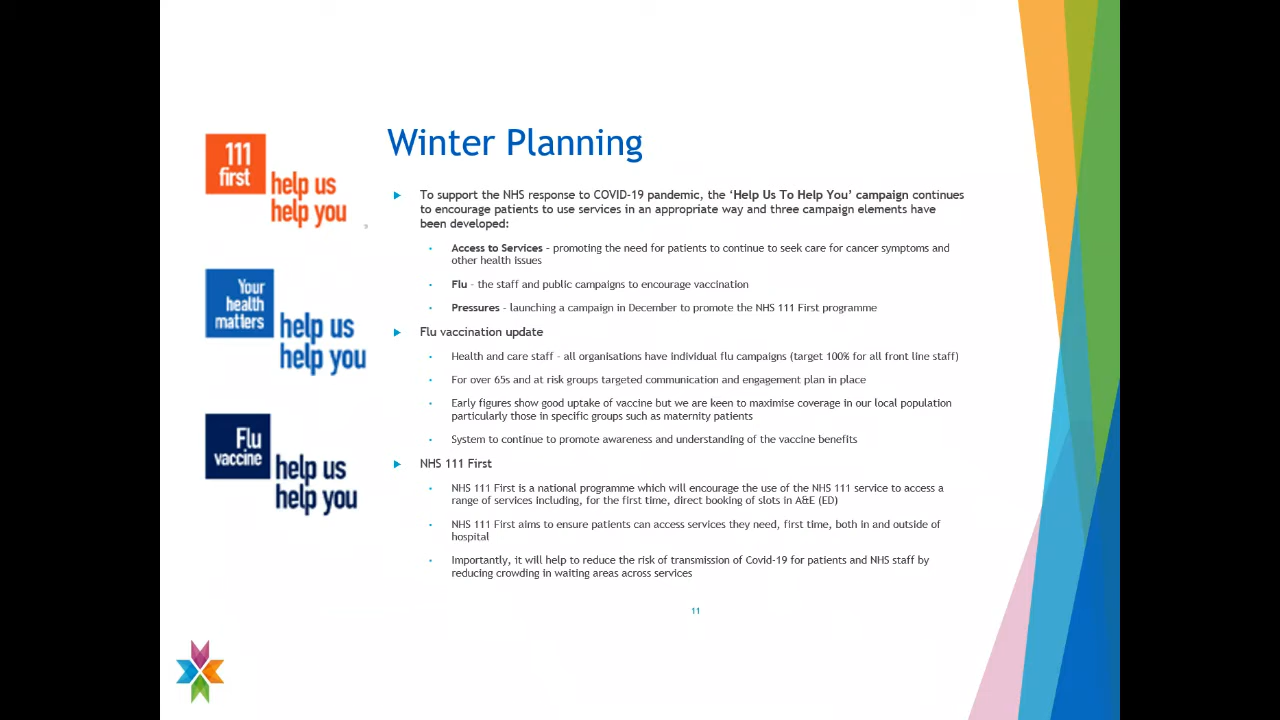 111
first
help us
help you
Your
health
matters
help us
help you
Flu
vaccine
help us
help you
Winter Planning
To support the NHS response to COVID-19 pandemic, the ‘Help Us To Help You’ campaign continues
to encourage patients to use services in an appropriate way and three campaign elements have
been developed:
Access to Services – promoting the need for patients to continue to seek care for cancer symptoms and
other health issues
Flu – the staff and public campaigns to encourage vaccination
Pressures – launching a campaign in December to promote the NHS 111 First programme
Flu vaccination update
Health and care staff – all organisations have individual flu campaigns (target 100% for all front line staff)
For over 65s and at risk groups targeted communication and engagement plan in place
Early figures show good uptake of vaccine but we are keen to maximise coverage in our local population
particularly those in specific groups such as maternity patients
System to continue to promote awareness and understanding of the vaccine benefits
NHS 111 First
NHS 111 First is a national programme which will encourage the use of the NHS 111 service to access a
range of services including, for the first time, direct booking of slots in A&E (ED)
NHS 111 First aims to ensure patients can access services they need, first time, both in and outside of
hospital
Importantly, it will help to reduce the risk of transmission of Covid-19 for patients and NHS staff by
reducing crowding in waiting areas across services
11